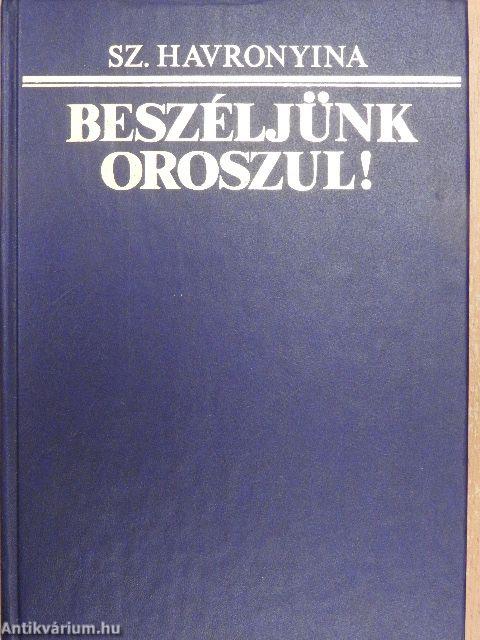 SZ. HAVRONYINA
BESZÉLJÜNK
OROSZUL!
Antikvárium.hu